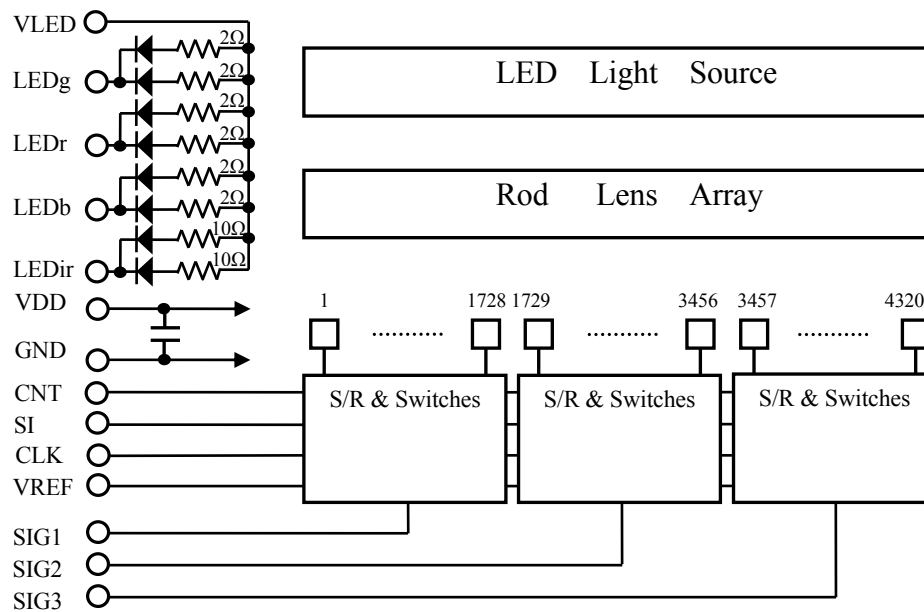 VLED
2Ω
LED Light Source
LEDg
2Ω
2Ω
LEDr
2Ω
2Ω
Rod Lens Array
LEDb
2Ω
10Ω
LEDir
10Ω
VDD
1 1728 1729 3456 3457 4320
GND
CNT
S/R & Switches S/R & Switches S/R & Switches
SI
CLK
VREF
SIG1
SIG2
SIG3